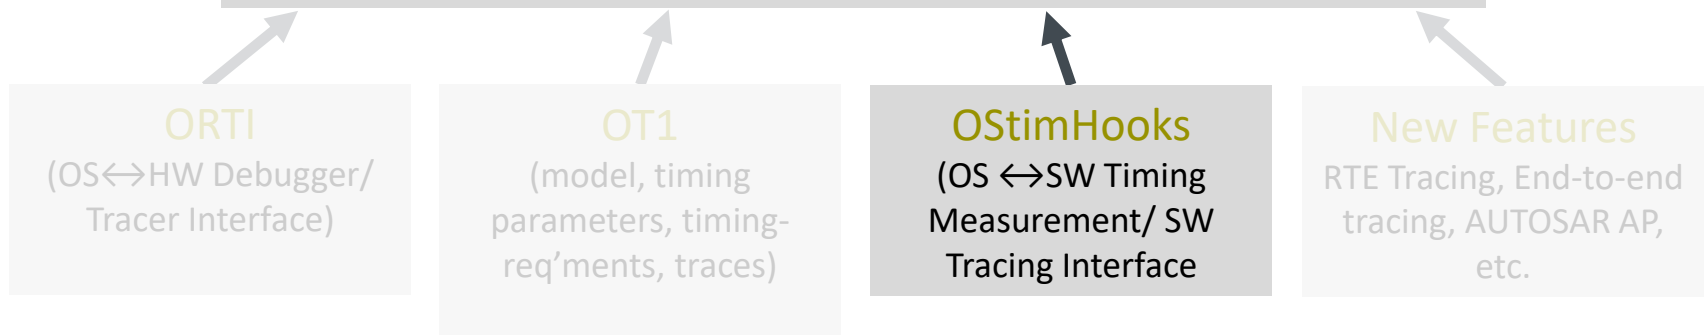 ORTI
(OS↔HW Debugger/
Tracer Interface)
OT1
(model, timing
parameters, timing-
req’ments, traces)
OStimHooks
(OS ↔SW Timing
Measurement/ SW
Tracing Interface
New Features
RTE Tracing, End-to-end
tracing, AUTOSAR AP,
etc.